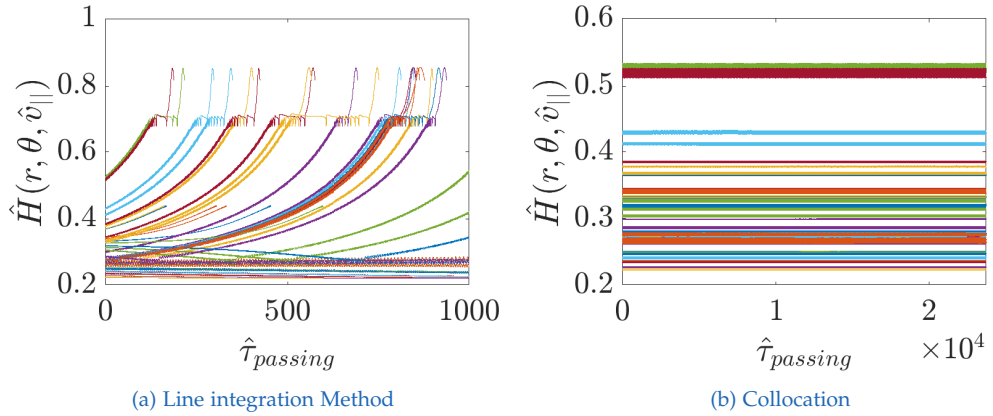 1
0.8
0.6
0.4
0.2
0
500
1000
Ĥ(r, θ, v̂||)
τ̂passing
(a) Line integration Method
0.6
0.5
0.4
0.3
0.2
0
1
2
×10⁴
Ĥ(r, θ, v̂||)
τ̂passing
(b) Collocation